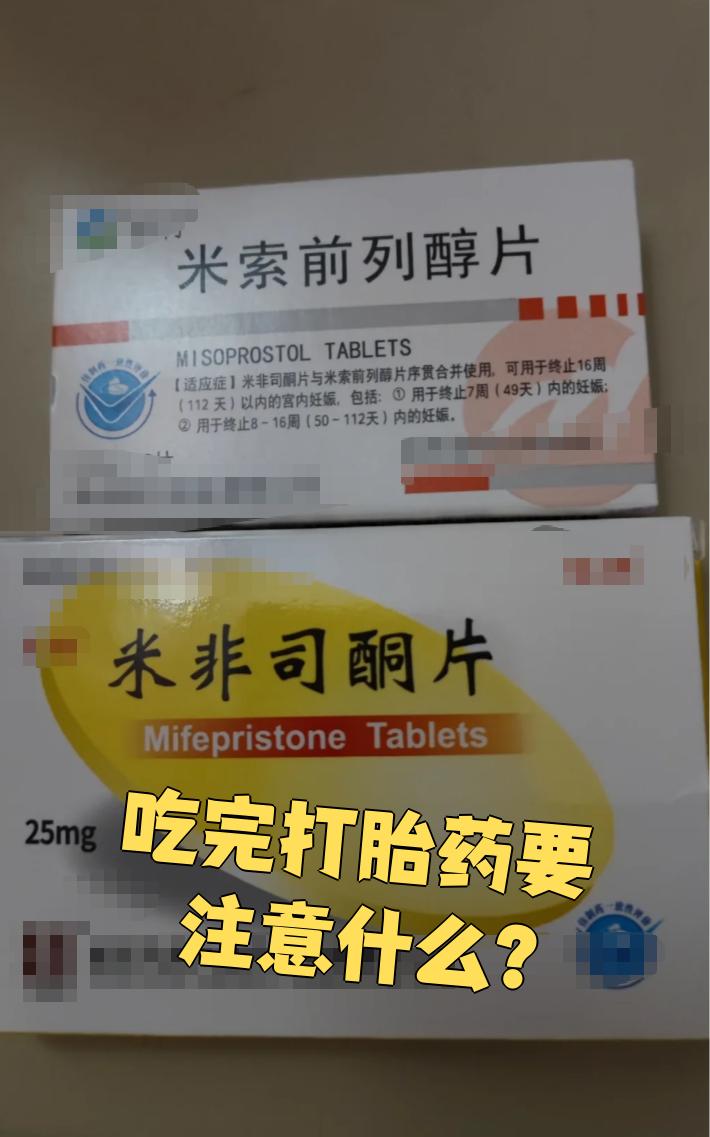 米索前列醇片
MISOPROSTOL TABLETS
【适应症】米非司酮片与米索前列醇片序贯合并使用,可用于终止16周
(112 天)以内的宫内妊娠,包括:① 用于终止7周(49天)内的妊娠;
② 用于终止8-16周(50-112天)内的妊娠。
米非司酮片
Mifepristone Tablets
25mg
吃完打胎药要
注意什么?